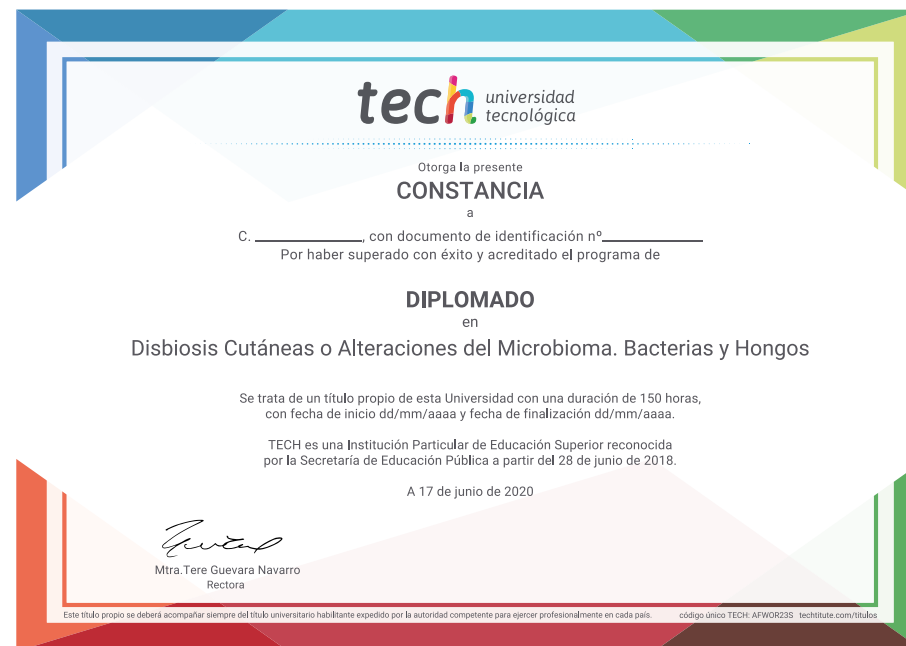 tech universidad
tecnológica
Otorga la presente
CONSTANCIA
a
C. ____________, con documento de identificación nº____________
Por haber superado con éxito y acreditado el programa de
DIPLOMADO
en
Disbiosis Cutáneas o Alteraciones del Microbioma. Bacterias y Hongos
Se trata de un título propio de esta Universidad con una duración de 150 horas,
con fecha de inicio dd/mm/aaaa y fecha de finalización dd/mm/aaaa.
TECH es una Institución Particular de Educación Superior reconocida
por la Secretaría de Educación Pública a partir del 28 de junio de 2018.
A 17 de junio de 2020
Mtra.Tere Guevara Navarro
Rectora
Este título propio se deberá acompañar siempre del título universitario habilitante expedido por la autoridad competente para ejercer profesionalmente en cada país. código único TECH: AFWOR23S techtitute.com/titulos